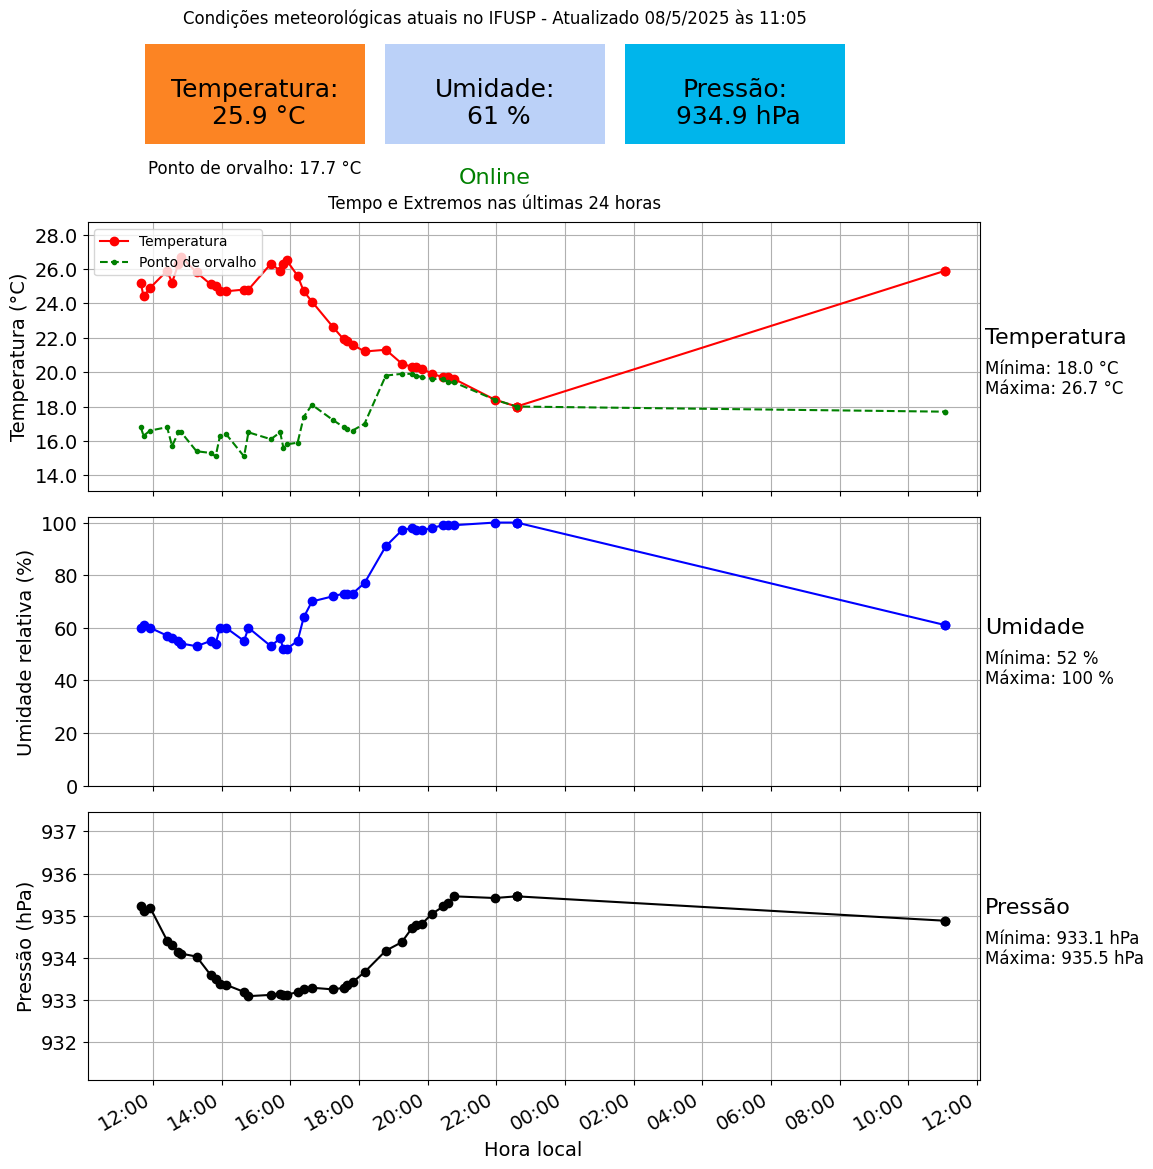 Condições meteorológicas atuais no IFUSP - Atualizado 08/5/2025 às 11:05
Temperatura:
25.9 °C
Umidade:
61 %
Pressão:
934.9 hPa
Ponto de orvalho: 17.7 °C
Online
Tempo e Extremos nas últimas 24 horas
Temperatura
Ponto de orvalho
Temperatura (°C)
28.0
26.0
24.0
22.0
20.0
18.0
16.0
14.0
Temperatura
Mínima: 18.0 °C
Máxima: 26.7 °C
Umidade relativa (%)
100
80
60
40
20
0
Umidade
Mínima: 52 %
Máxima: 100 %
Pressão (hPa)
937
936
935
934
933
932
Pressão
Mínima: 933.1 hPa
Máxima: 935.5 hPa
12:00 14:00 16:00 18:00 20:00 22:00 00:00 02:00 04:00 06:00 08:00 10:00 12:00
Hora local